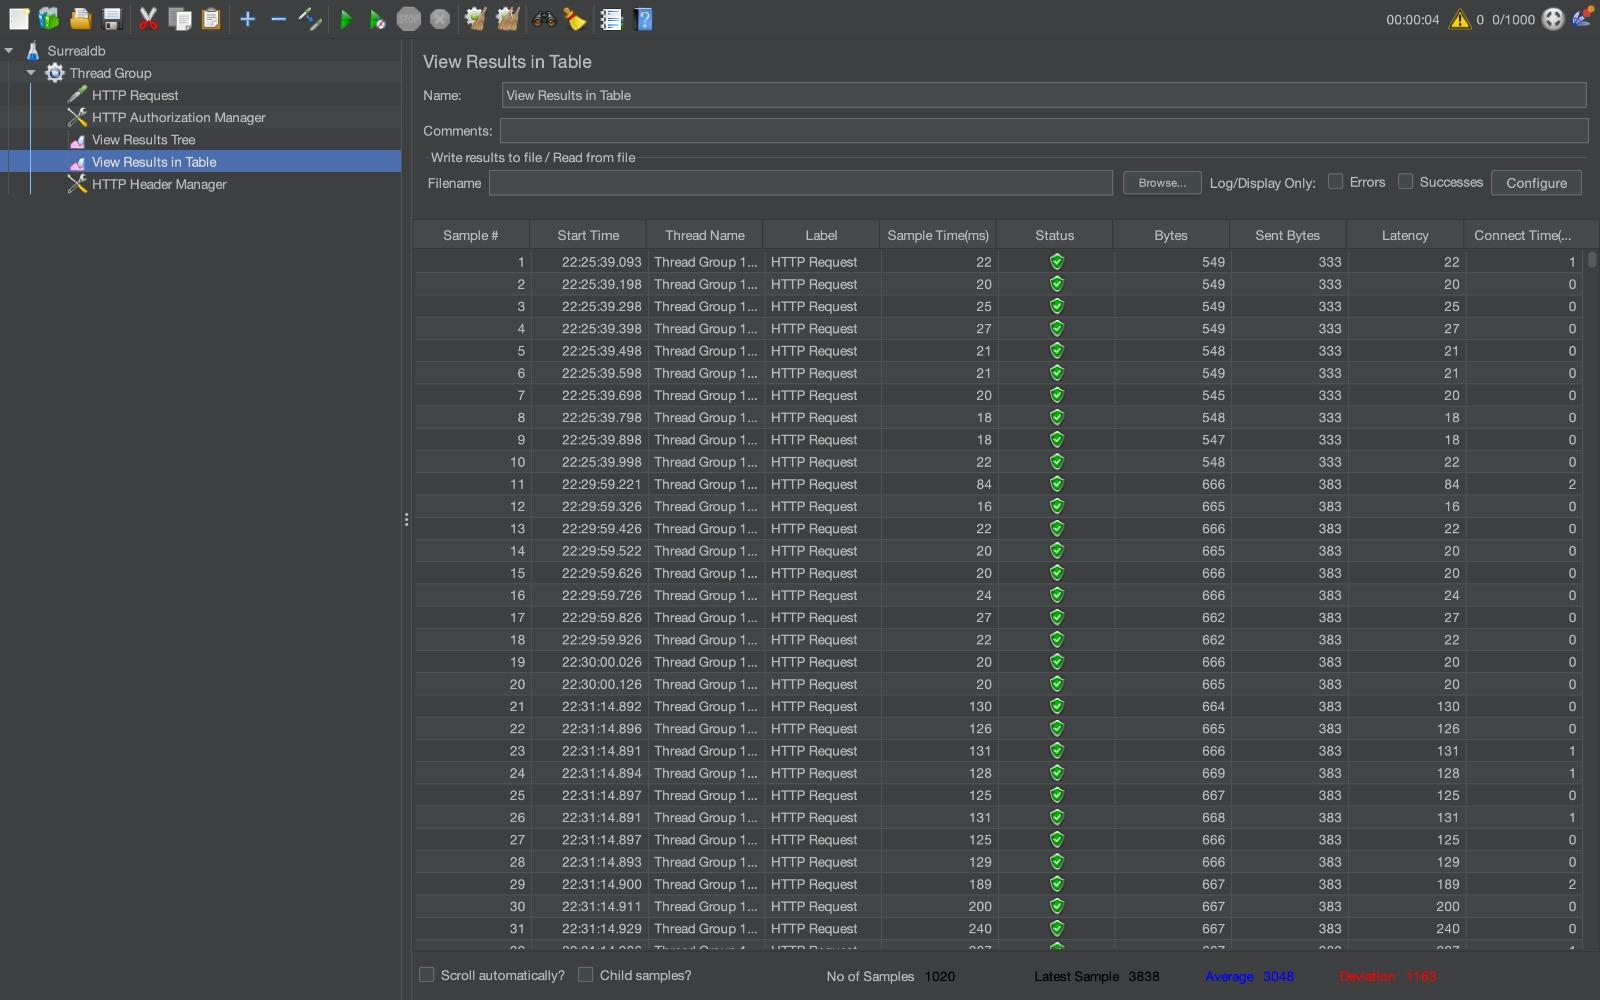 00:00:04 0 0/1000
Surrealdb
Thread Group
HTTP Request
HTTP Authorization Manager
View Results Tree
View Results in Table
HTTP Header Manager
View Results in Table
Name: View Results in Table
Comments:
Write results to file / Read from file
Filename Browse... Log/Display Only: Errors Successes Configure
Sample # Start Time Thread Name Label Sample Time(ms) Status Bytes Sent Bytes Latency Connect Time(...
1 22:25:39.093 Thread Group 1... HTTP Request 22 549 333 22 1
2 22:25:39.198 Thread Group 1... HTTP Request 20 549 333 20 0
3 22:25:39.298 Thread Group 1... HTTP Request 25 549 333 25 0
4 22:25:39.398 Thread Group 1... HTTP Request 27 549 333 27 0
5 22:25:39.498 Thread Group 1... HTTP Request 21 548 333 21 0
6 22:25:39.598 Thread Group 1... HTTP Request 21 549 333 21 0
7 22:25:39.698 Thread Group 1... HTTP Request 20 545 333 20 0
8 22:25:39.798 Thread Group 1... HTTP Request 18 548 333 18 0
9 22:25:39.898 Thread Group 1... HTTP Request 18 547 333 18 0
10 22:25:39.998 Thread Group 1... HTTP Request 22 548 333 22 0
11 22:29:59.221 Thread Group 1... HTTP Request 84 666 383 84 2
12 22:29:59.326 Thread Group 1... HTTP Request 16 665 383 16 0
13 22:29:59.426 Thread Group 1... HTTP Request 22 666 383 22 0
14 22:29:59.522 Thread Group 1... HTTP Request 20 665 383 20 0
15 22:29:59.626 Thread Group 1... HTTP Request 20 666 383 20 0
16 22:29:59.726 Thread Group 1... HTTP Request 24 666 383 24 0
17 22:29:59.826 Thread Group 1... HTTP Request 27 662 383 27 0
18 22:29:59.926 Thread Group 1... HTTP Request 22 662 383 22 0
19 22:30:00.026 Thread Group 1... HTTP Request 20 666 383 20 0
20 22:30:00.126 Thread Group 1... HTTP Request 20 665 383 20 0
21 22:31:14.892 Thread Group 1... HTTP Request 130 664 383 130 0
22 22:31:14.896 Thread Group 1... HTTP Request 126 665 383 126 0
23 22:31:14.891 Thread Group 1... HTTP Request 131 666 383 131 1
24 22:31:14.894 Thread Group 1... HTTP Request 128 669 383 128 1
25 22:31:14.897 Thread Group 1... HTTP Request 125 667 383 125 0
26 22:31:14.891 Thread Group 1... HTTP Request 131 668 383 131 1
27 22:31:14.897 Thread Group 1... HTTP Request 125 666 383 125 0
28 22:31:14.893 Thread Group 1... HTTP Request 129 666 383 129 0
29 22:31:14.900 Thread Group 1... HTTP Request 189 667 383 189 2
30 22:31:14.911 Thread Group 1... HTTP Request 200 667 383 200 0
31 22:31:14.929 Thread Group 1... HTTP Request 240 667 383 240 0
Scroll automatically? Child samples? No of Samples 1020 Latest Sample 3838 Average 3048 Deviation 1163